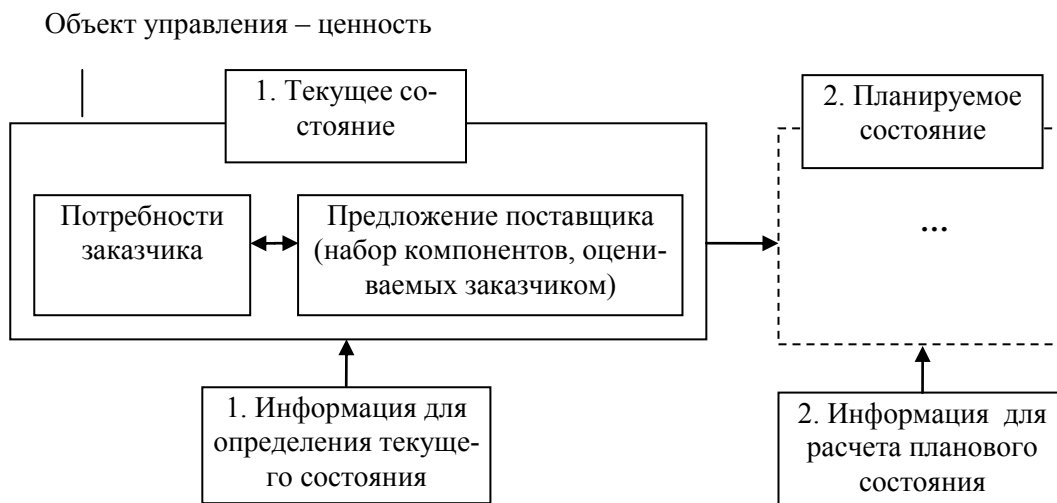 Объект управления – ценность
1. Текущее со-
стояние
2. Планируемое
состояние
Потребности
заказчика
Предложение поставщика
(набор компонентов, оцени-
ваемых заказчиком)
...
1. Информация для
определения текуще-
го состояния
2. Информация для
расчета планового
состояния